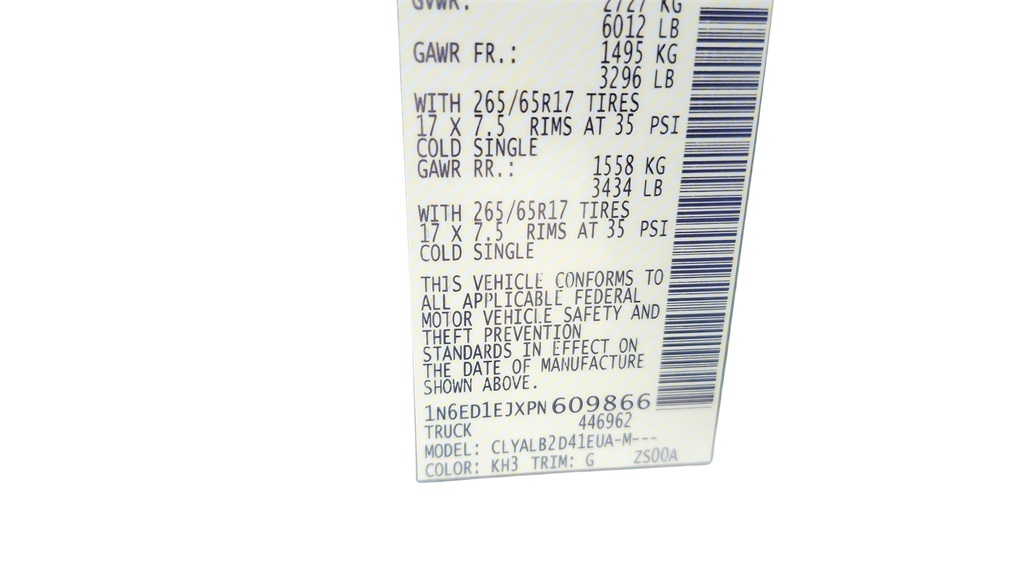 GVWR: 2727 KG
6012 LB
GAWR FR.: 1495 KG
3296 LB
WITH 265/65R17 TIRES
17 X 7.5 RIMS AT 35 PSI
COLD SINGLE
GAWR RR.: 1558 KG
3434 LB
WITH 265/65R17 TIRES
17 X 7.5 RIMS AT 35 PSI
COLD SINGLE
THIS VEHICLE CONFORMS TO
ALL APPLICABLE FEDERAL
MOTOR VEHICLE SAFETY AND
THEFT PREVENTION
STANDARDS IN EFFECT ON
THE DATE OF MANUFACTURE
SHOWN ABOVE.
1N6ED1EJXPN609866
TRUCK 446962
MODEL: CLYALB2D41EUA-M---
COLOR: KH3 TRIM: G ZS00A